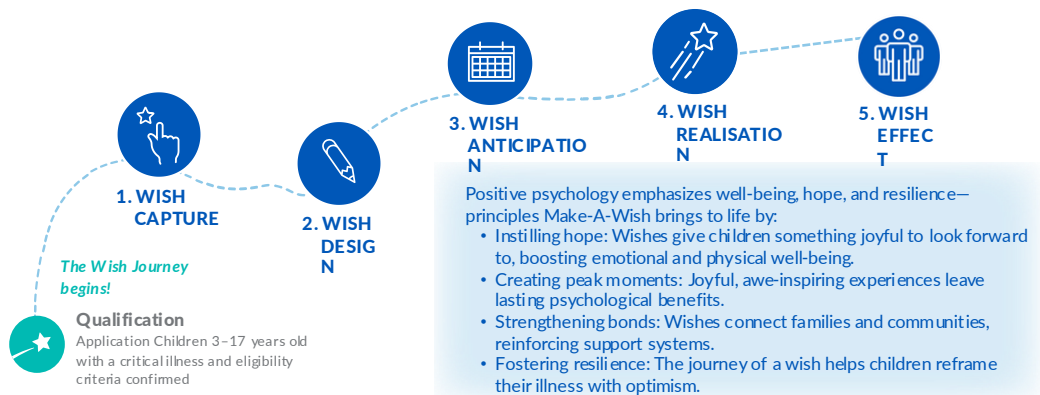 1. WISH
CAPTURE
2. WISH
DESIG
N
3. WISH
ANTICIPATIO
N
4. WISH
REALISATIO
N
5. WISH
EFFEC
T
The Wish Journey
begins!
Qualification
Application Children 3–17 years old
with a critical illness and eligibility
criteria confirmed
Positive psychology emphasizes well-being, hope, and resilience—
principles Make-A-Wish brings to life by:
• Instilling hope: Wishes give children something joyful to look forward
to, boosting emotional and physical well-being.
• Creating peak moments: Joyful, awe-inspiring experiences leave
lasting psychological benefits.
• Strengthening bonds: Wishes connect families and communities,
reinforcing support systems.
• Fostering resilience: The journey of a wish helps children reframe
their illness with optimism.